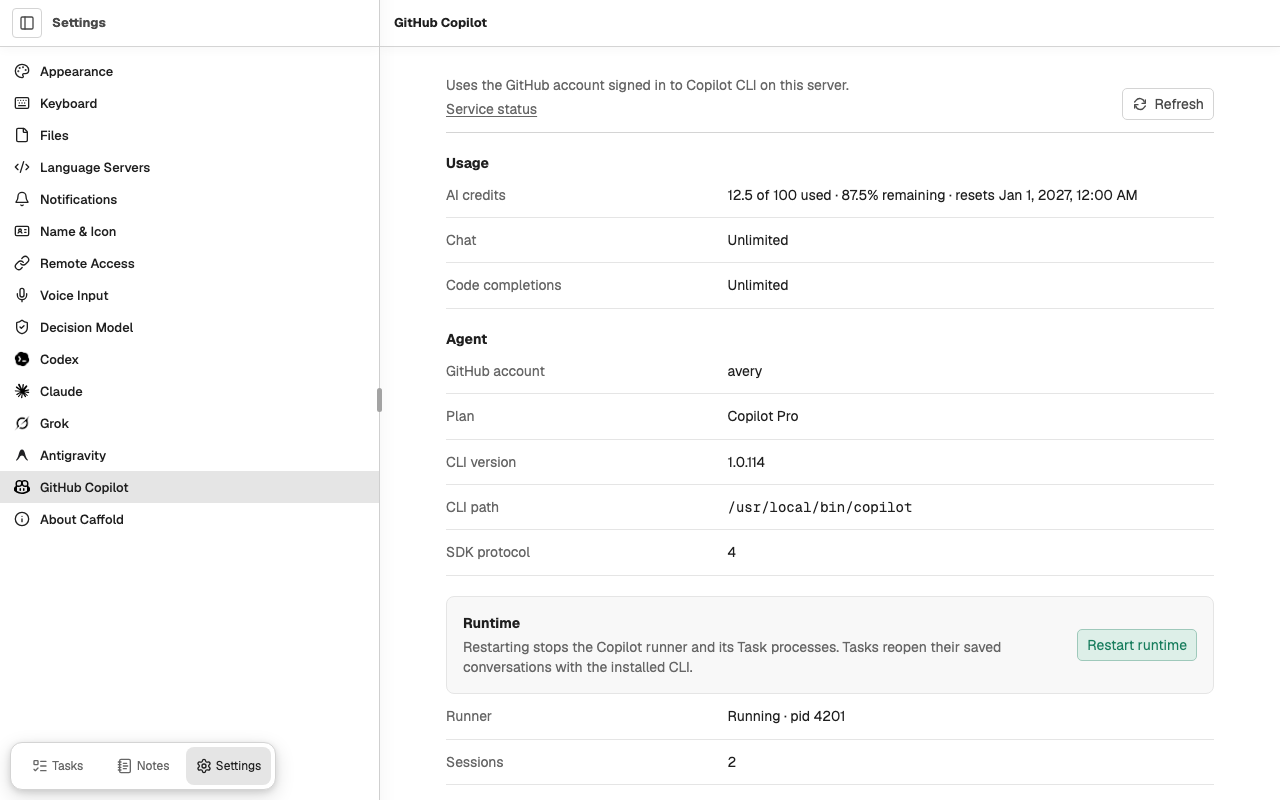 Settings
GitHub Copilot
Appearance
Keyboard
Files
Language Servers
Notifications
Name & Icon
Remote Access
Voice Input
Decision Model
Codex
Claude
Grok
Antigravity
GitHub Copilot
About Caffold
Tasks
Notes
Settings
Uses the GitHub account signed in to Copilot CLI on this server.
Service status
Refresh
Usage
AI credits 12.5 of 100 used · 87.5% remaining · resets Jan 1, 2027, 12:00 AM
Chat Unlimited
Code completions Unlimited
Agent
GitHub account avery
Plan Copilot Pro
CLI version 1.0.114
CLI path /usr/local/bin/copilot
SDK protocol 4
Runtime
Restarting stops the Copilot runner and its Task processes. Tasks reopen their saved
conversations with the installed CLI.
Restart runtime
Runner Running · pid 4201
Sessions 2